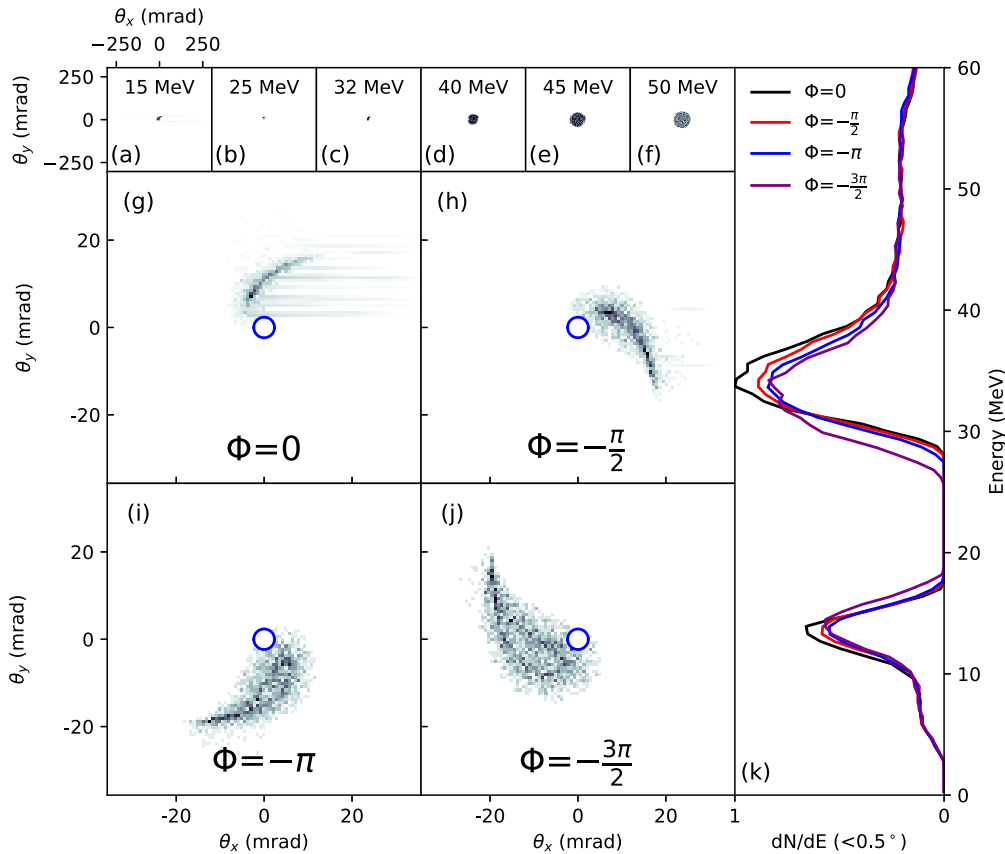 θx (mrad)
−250 0 250
15 MeV 25 MeV 32 MeV 40 MeV 45 MeV 50 MeV
250
0
−250
θy (mrad)
(a) (b) (c) (d) (e) (f)
(g)
20
0
-20
θy (mrad)
Φ=0
(h)
Φ=−π/2
(i)
20
0
-20
θy (mrad)
Φ=−π
-20 0 20
θx (mrad)
(j)
Φ=−3π/2
-20 0 20
θx (mrad)
Φ=0
Φ=−π/2
Φ=−π
Φ=−3π/2
60
50
40
30
20
10
0
Energy (MeV)
(k)
1 0
dN/dE (<0.5°)